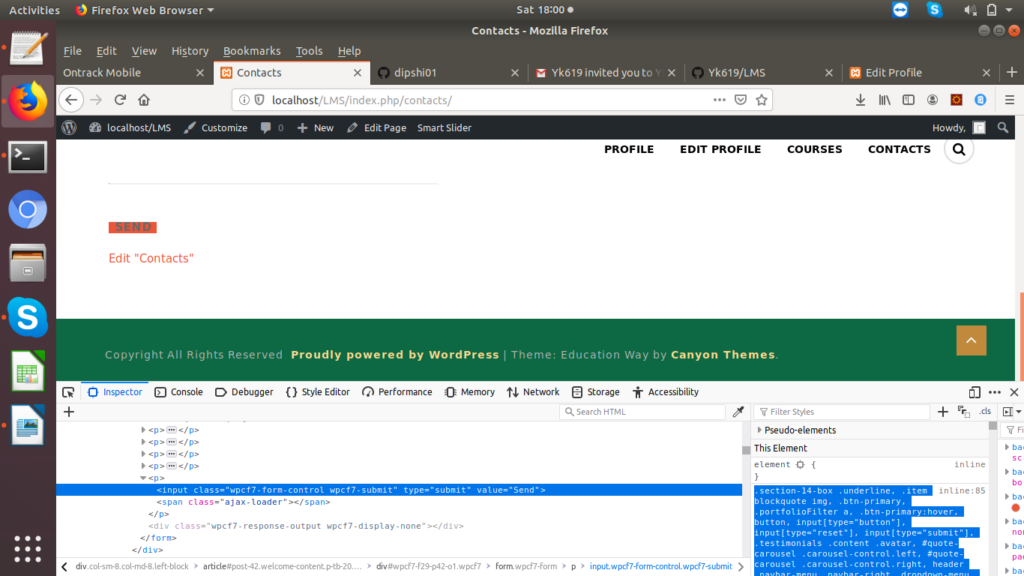 Activities Firefox Web Browser Sat 18:00
Contacts - Mozilla Firefox
File Edit View History Bookmarks Tools Help
Ontrack Mobile Contacts dipshi01 Yk619 invited you to Yk619/LMS Edit Profile
localhost/LMS/index.php/contacts/
localhost/LMS Customize 0 New Edit Page Smart Slider Howdy,
PROFILE EDIT PROFILE COURSES CONTACTS
SEND
Edit "Contacts"
Copyright All Rights Reserved Proudly powered by WordPress | Theme: Education Way by Canyon Themes.
Inspector Console Debugger {} Style Editor Performance Memory Network Storage Accessibility
+ Search HTML Filter Styles + .cls
<p> ••• </p> Pseudo-elements
<p> ••• </p> This Element
<p> ••• </p>
<p> ••• </p> element { inline
<p> }
<input class="wpcf7-form-control wpcf7-submit" type="submit" value="Send"> .section-14-box .underline, .item inline:85
<span class="ajax-loader"></span> blockquote img, .btn-primary,
</p> .portfolioFilter a, .btn-primary:hover,
<div class="wpcf7-response-output wpcf7-display-none"></div> button, input[type="button"],
</form> input[type="reset"], input[type="submit"],
</div> .testimonials .content .avatar, #quote-
carousel .carousel-control.left, #quote-
carousel .carousel-control.right, header
.navbar-menu .navbar-right .dropdown-menu
div.col-sm-8.col-md-8.left-block article#post-42.welcome-content.p-tb-20.... div#wpcf7-f29-p42-o1.wpcf7 form.wpcf7-form p input.wpcf7-form-control.wpcf7-submit